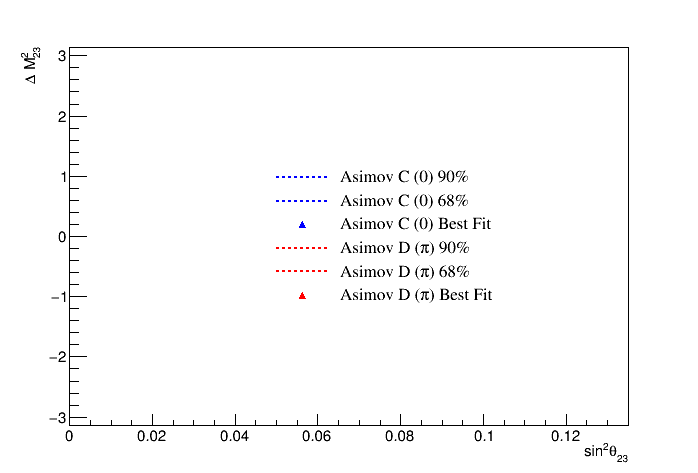 Δ M²₂₃
3
2
1
0
−1
−2
−3
Asimov C (0) 90%
Asimov C (0) 68%
Asimov C (0) Best Fit
Asimov D (π) 90%
Asimov D (π) 68%
Asimov D (π) Best Fit
0 0.02 0.04 0.06 0.08 0.1 0.12
sin²θ₂₃